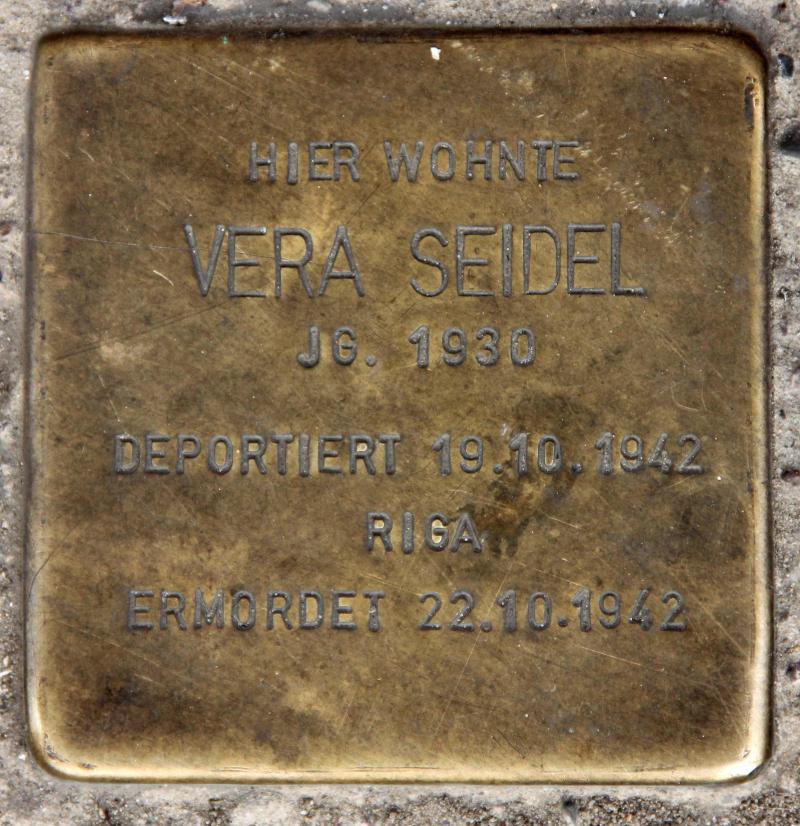 HIER WOHNTE
VERA SEIDEL
JG. 1930
DEPORTIERT 19.10.1942
RIGA
ERMORDET 22.10.1942